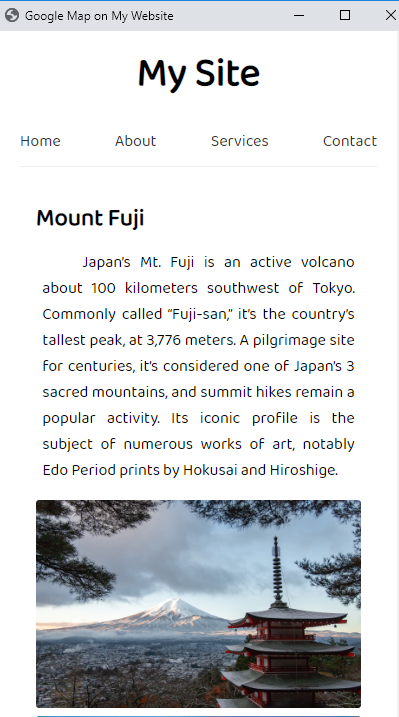 Google Map on My Website
My Site
Home About Services Contact
Mount Fuji
Japan's Mt. Fuji is an active volcano
about 100 kilometers southwest of Tokyo.
Commonly called “Fuji-san,” it's the country's
tallest peak, at 3,776 meters. A pilgrimage site
for centuries, it's considered one of Japan's 3
sacred mountains, and summit hikes remain a
popular activity. Its iconic profile is the
subject of numerous works of art, notably
Edo Period prints by Hokusai and Hiroshige.